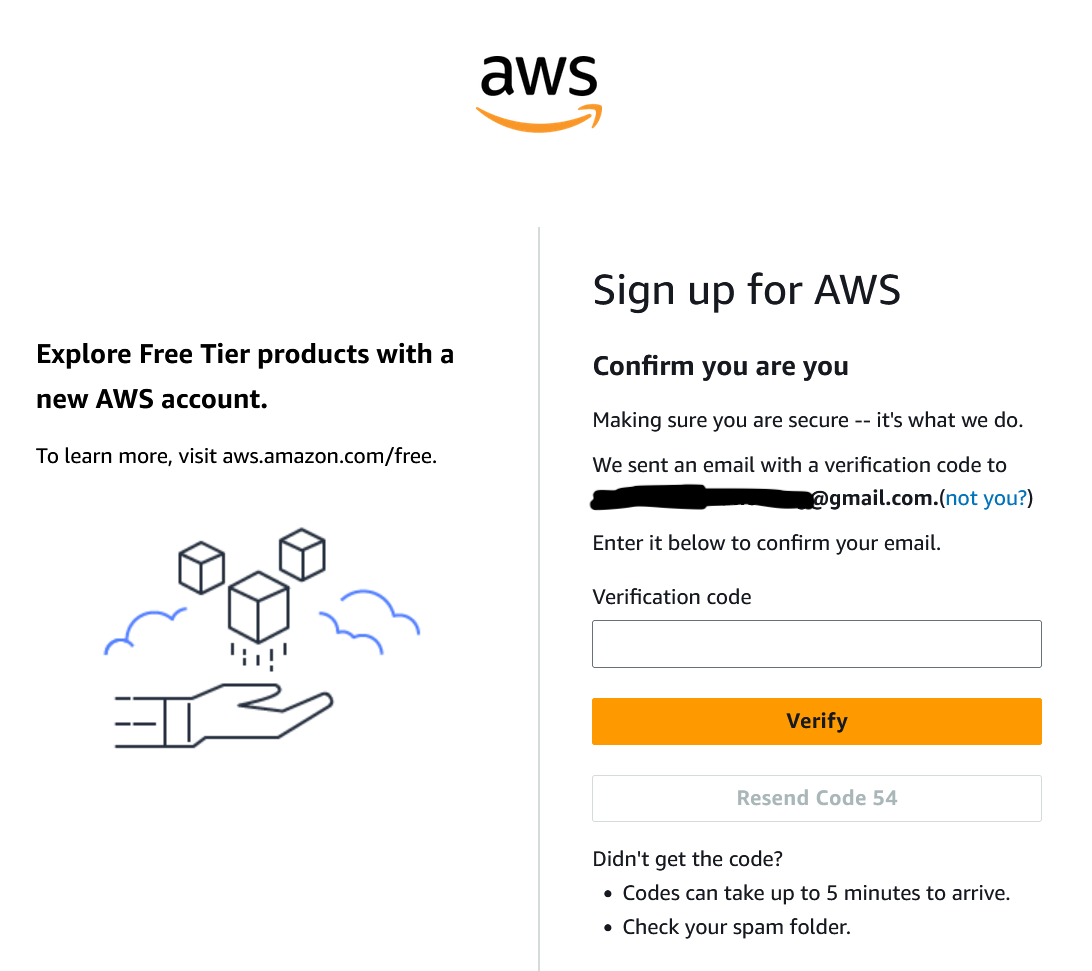 aws
Explore Free Tier products with a
new AWS account.
To learn more, visit aws.amazon.com/free.
Sign up for AWS
Confirm you are you
Making sure you are secure -- it's what we do.
We sent an email with a verification code to
@gmail.com.(not you?)
Enter it below to confirm your email.
Verification code
Verify
Resend Code 54
Didn't get the code?
• Codes can take up to 5 minutes to arrive.
• Check your spam folder.